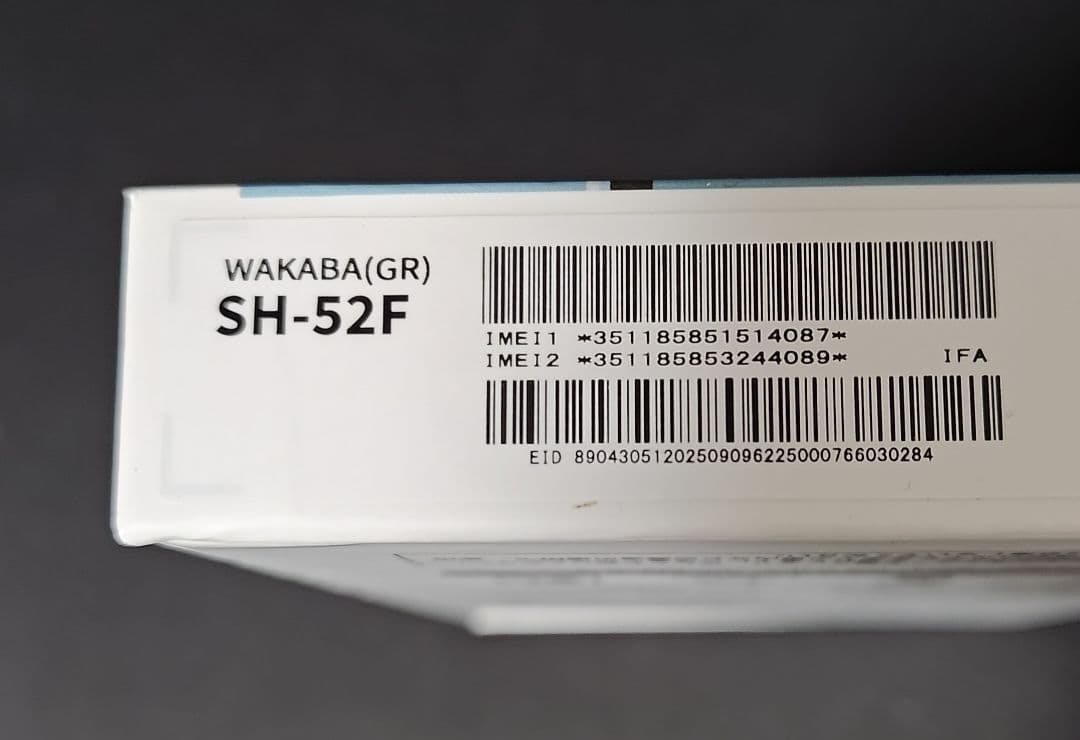 WAKABA(GR)
SH-52F
IMEI1 *351185851514087*
IMEI2 *351185853244089*
IFA
EID 89043051202509096225000766030284